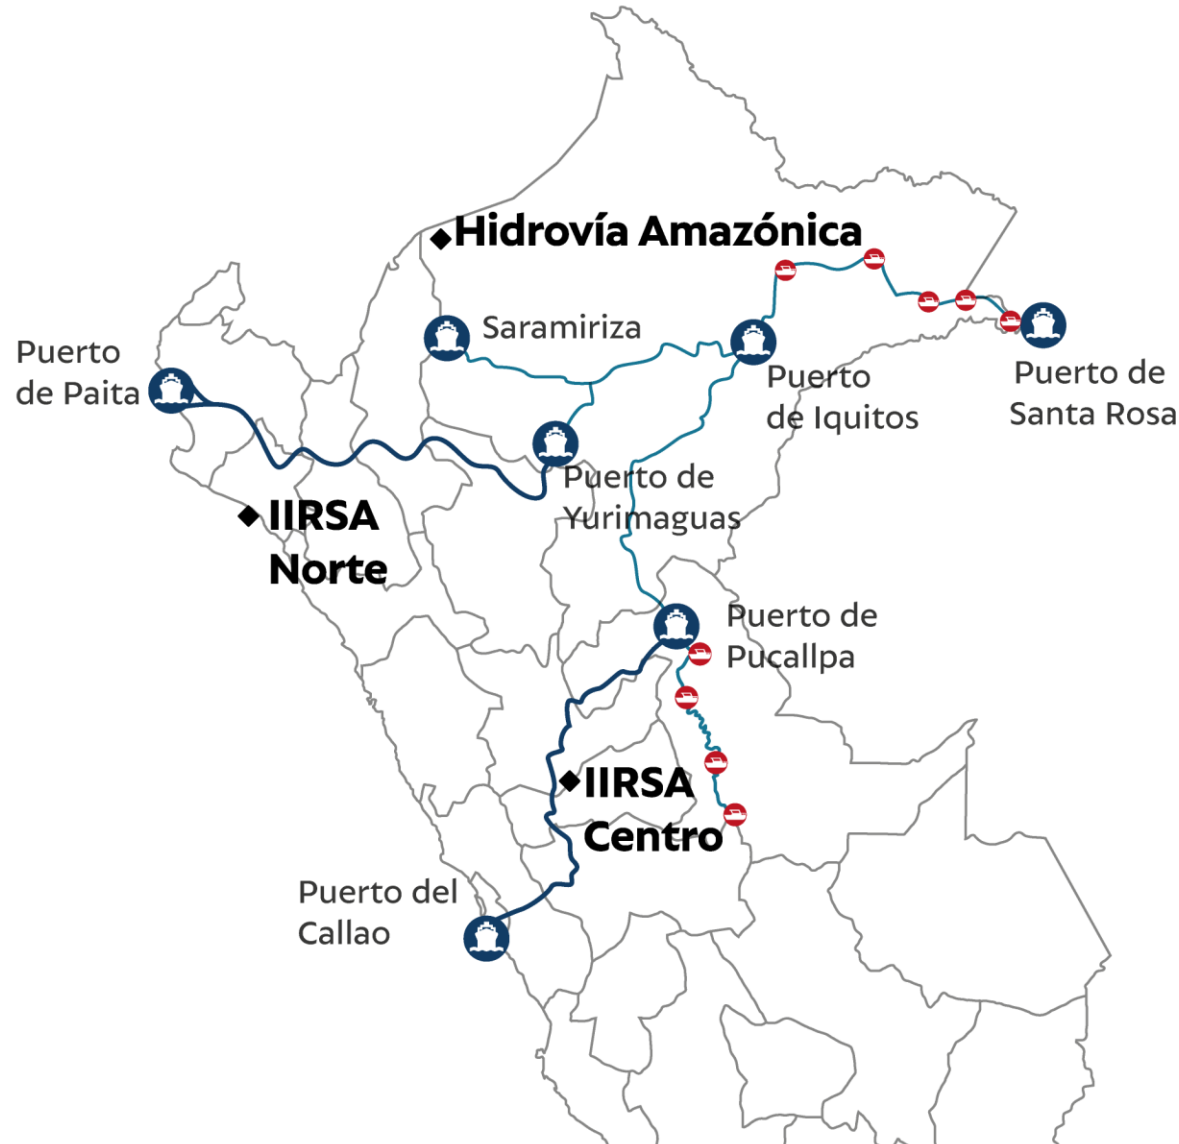 Hidrovía Amazónica
Saramiriza
Puerto
de Paita
Puerto
de Iquitos
Puerto de
Santa Rosa
Puerto de
Yurimaguas
IIRSA
Norte
Puerto de
Pucallpa
IIRSA
Centro
Puerto del
Callao